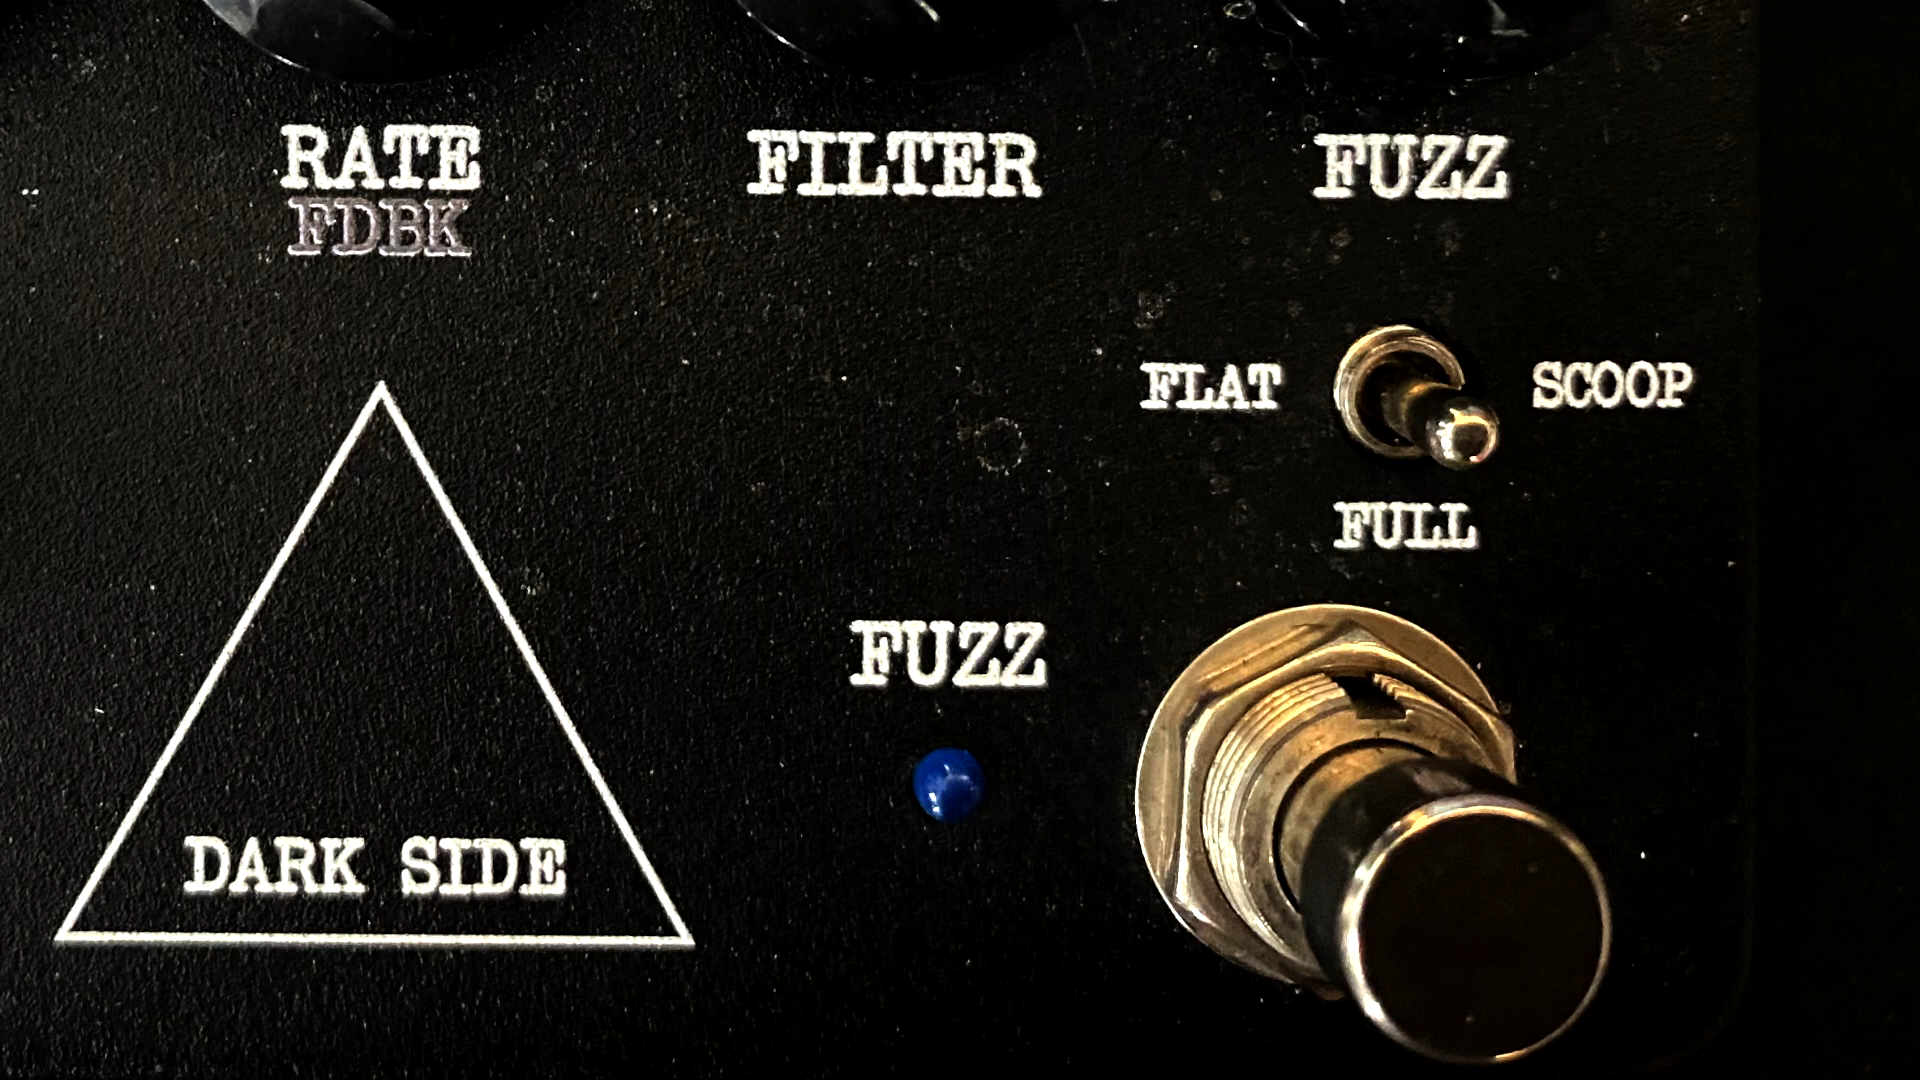 RATE
FDBK
FILTER
FUZZ
FLAT
SCOOP
FULL
FUZZ
DARK SIDE